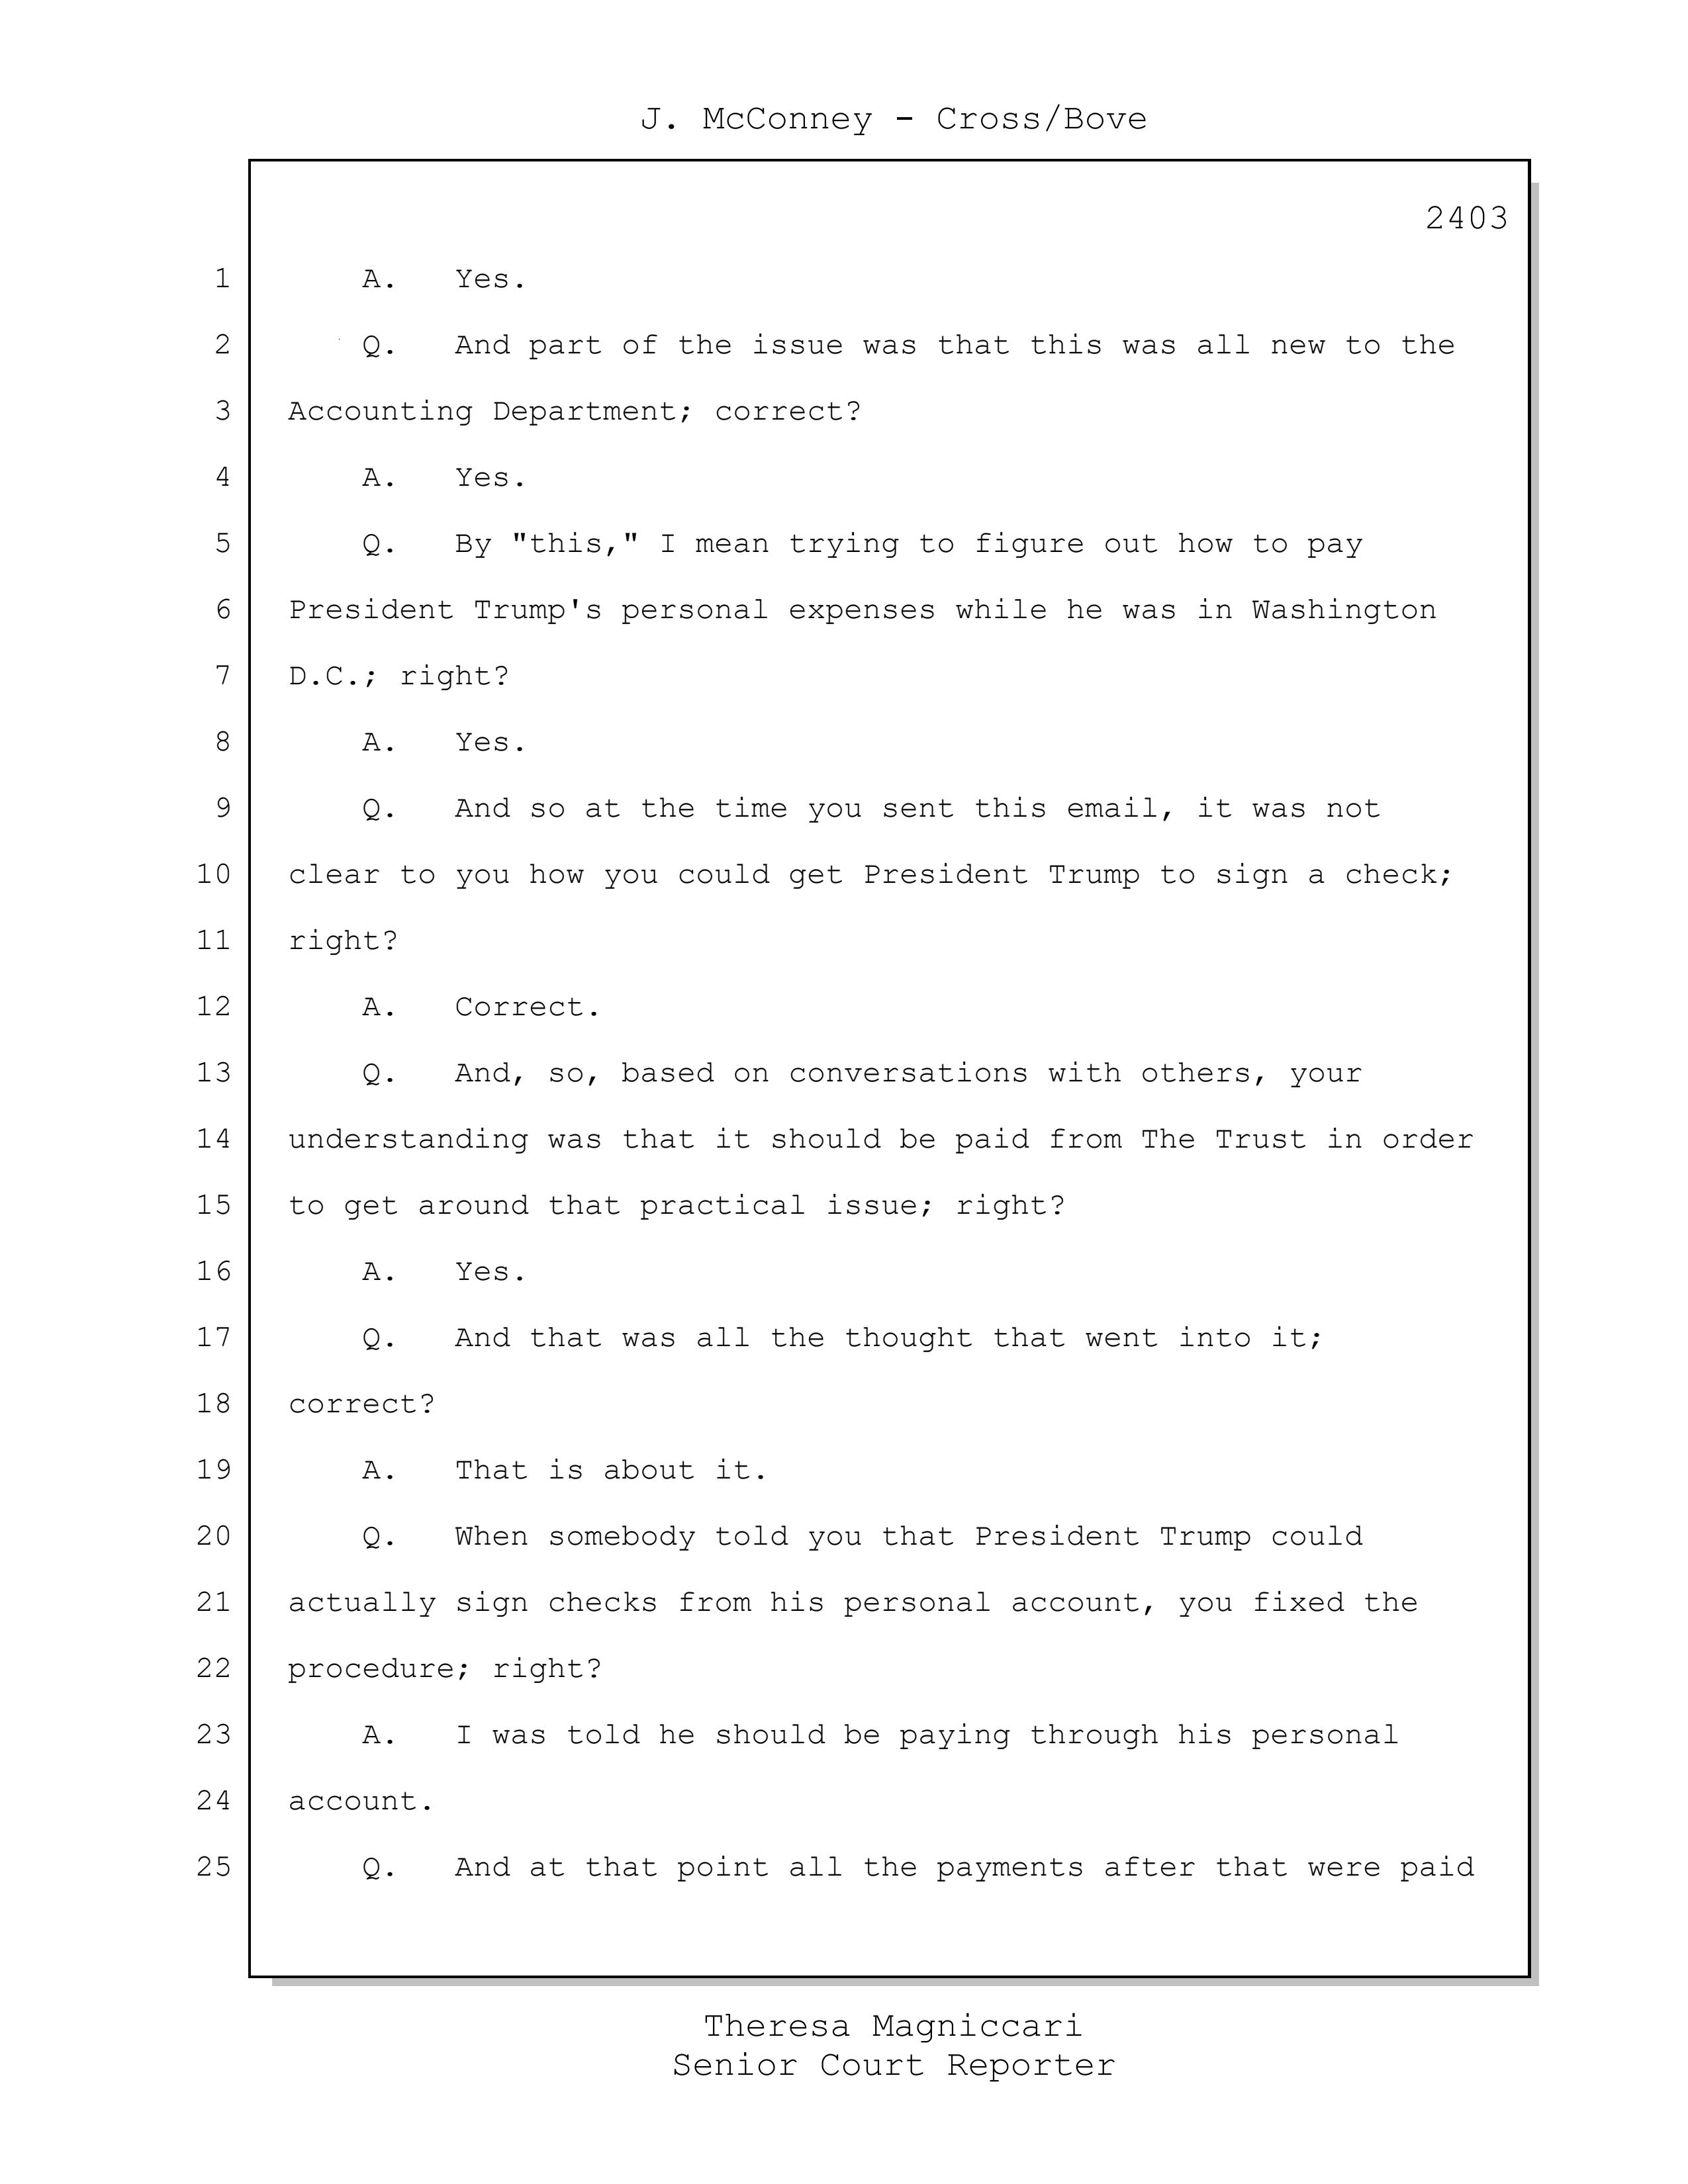 J. McConney - Cross/Bove
2403
1 A. Yes.
2 Q. And part of the issue was that this was all new to the
3 Accounting Department; correct?
4 A. Yes.
5 Q. By "this," I mean trying to figure out how to pay
6 President Trump's personal expenses while he was in Washington
7 D.C.; right?
8 A. Yes.
9 Q. And so at the time you sent this email, it was not
10 clear to you how you could get President Trump to sign a check;
11 right?
12 A. Correct.
13 Q. And, so, based on conversations with others, your
14 understanding was that it should be paid from The Trust in order
15 to get around that practical issue; right?
16 A. Yes.
17 Q. And that was all the thought that went into it;
18 correct?
19 A. That is about it.
20 Q. When somebody told you that President Trump could
21 actually sign checks from his personal account, you fixed the
22 procedure; right?
23 A. I was told he should be paying through his personal
24 account.
25 Q. And at that point all the payments after that were paid
Theresa Magniccari
Senior Court Reporter